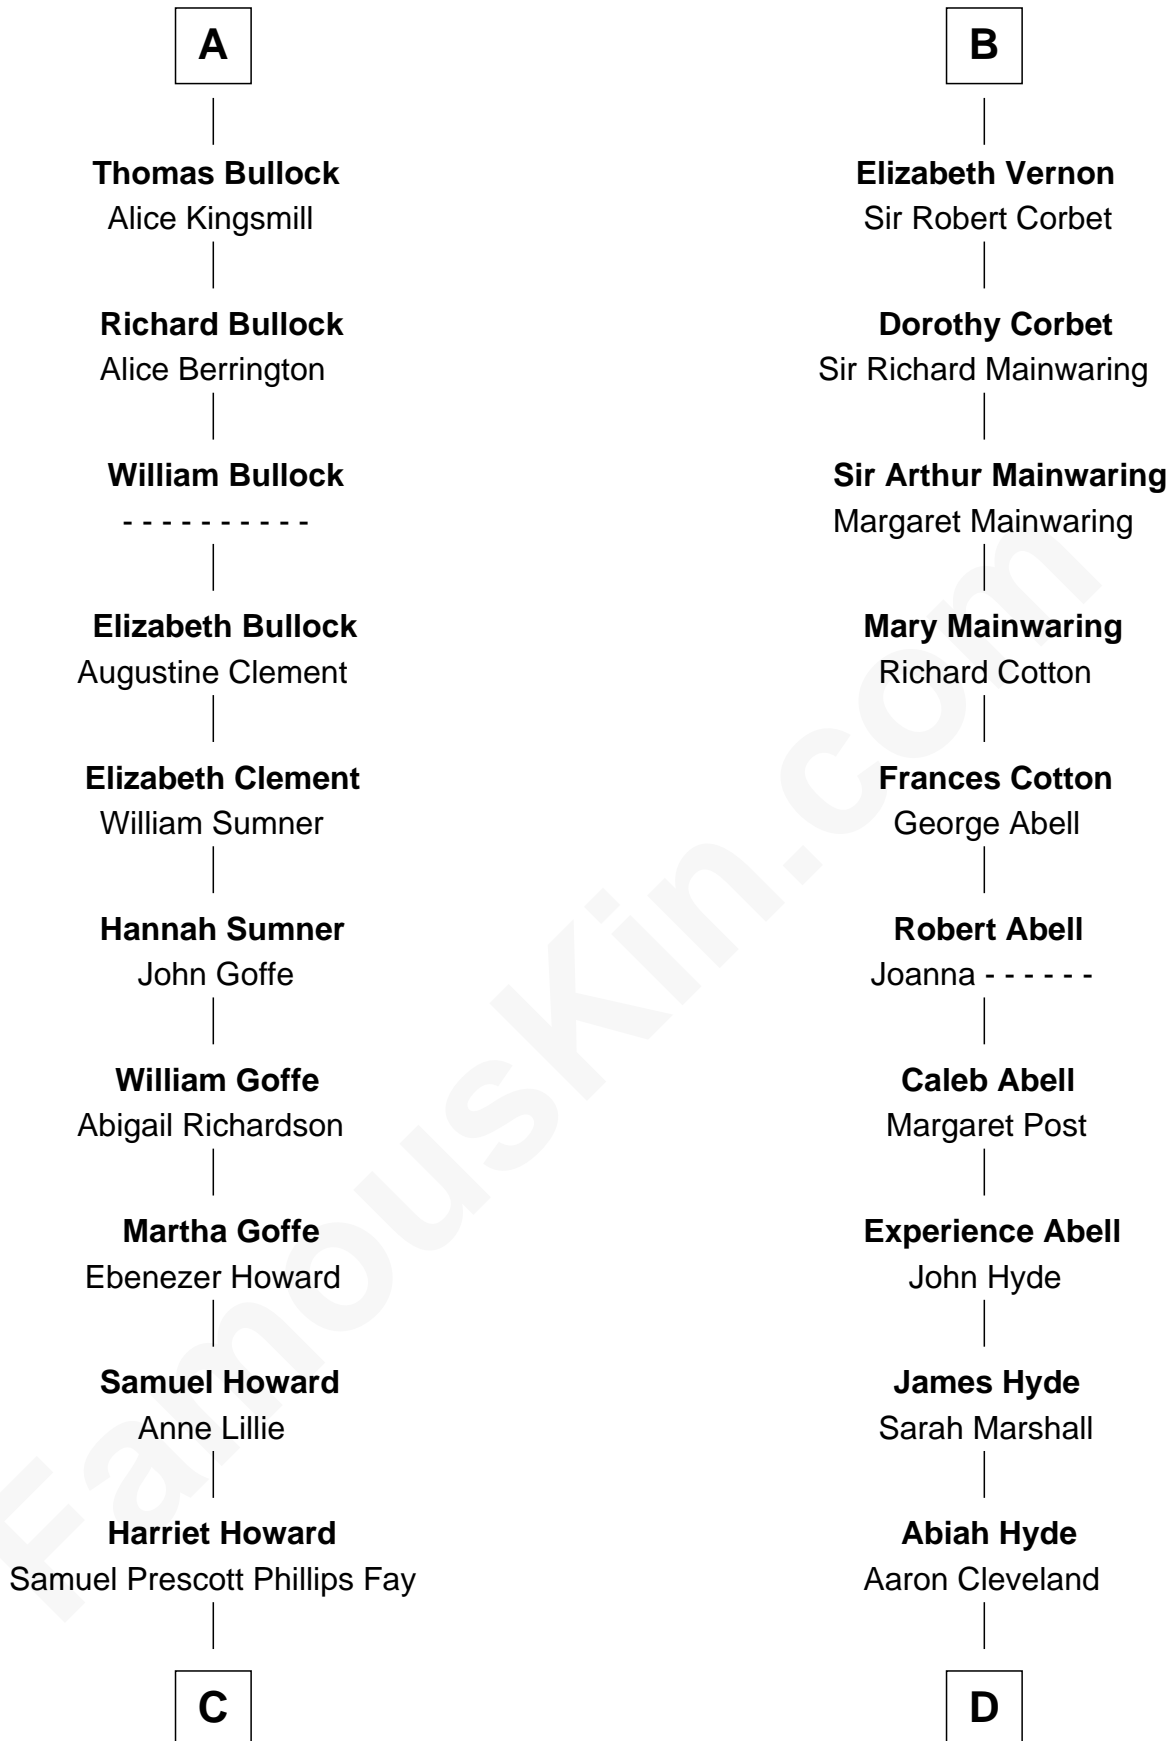 A
Thomas Bullock
Alice Kingsmill
Richard Bullock
Alice Berrington
William Bullock
- - - - - - - - - -
Elizabeth Bullock
Augustine Clement
Elizabeth Clement
William Sumner
Hannah Sumner
John Goffe
William Goffe
Abigail Richardson
Martha Goffe
Ebenezer Howard
Samuel Howard
Anne Lillie
Harriet Howard
Samuel Prescott Phillips Fay
C
B
Elizabeth Vernon
Sir Robert Corbet
Dorothy Corbet
Sir Richard Mainwaring
Sir Arthur Mainwaring
Margaret Mainwaring
Mary Mainwaring
Richard Cotton
Frances Cotton
George Abell
Robert Abell
Joanna - - - - - -
Caleb Abell
Margaret Post
Experience Abell
John Hyde
James Hyde
Sarah Marshall
Abiah Hyde
Aaron Cleveland
D
FamousKin.com